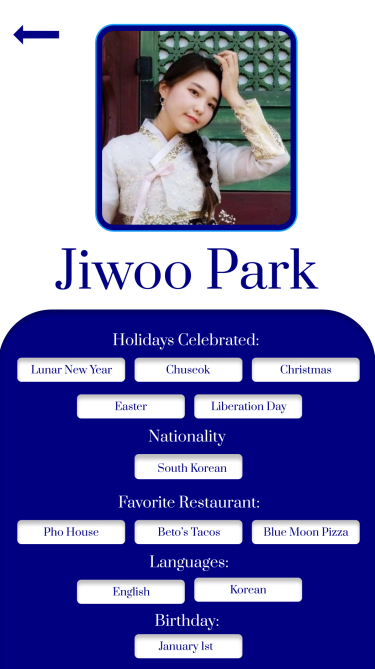 Jiwoo Park
Holidays Celebrated:
Lunar New Year Chuseok Christmas
Easter Liberation Day
Nationality
South Korean
Favorite Restaurant:
Pho House Beto's Tacos Blue Moon Pizza
Languages:
English Korean
Birthday:
January 1st